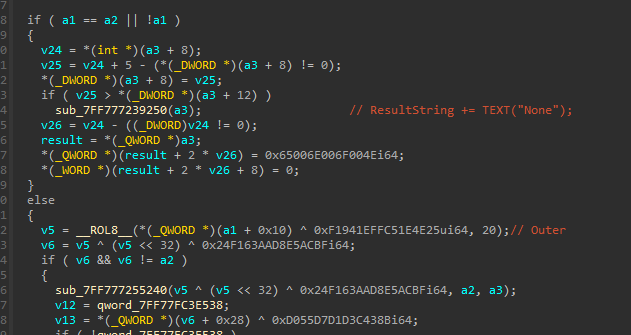 7
8 if ( a1 == a2 || !a1 )
9 {
0 v24 = *(int *)(a3 + 8);
1 v25 = v24 + 5 - (*(_DWORD *)(a3 + 8) != 0);
2 *(_DWORD *)(a3 + 8) = v25;
3 if ( v25 > *(_DWORD *)(a3 + 12) )
4 sub_7FF777239250(a3); // ResultString += TEXT("None");
5 v26 = v24 - ((_DWORD)v24 != 0);
6 result = *(_QWORD *)a3;
7 *(_QWORD *)(result + 2 * v26) = 0x65006E006F004Ei64;
8 *(_WORD *)(result + 2 * v26 + 8) = 0;
9 }
0 else
1 {
2 v5 = __ROL8__(*(_QWORD *)(a1 + 0x10) ^ 0xF1941EFFC51E4E25ui64, 20);// Outer
3 v6 = v5 ^ (v5 << 32) ^ 0x24F163AAD8E5ACBFi64;
4 if ( v6 && v6 != a2 )
5 {
6 sub_7FF777255240(v5 ^ (v5 << 32) ^ 0x24F163AAD8E5ACBFi64, a2, a3);
7 v12 = qword_7FF77FC3E538;
8 v13 = *(_QWORD *)(v6 + 0x28) ^ 0xD055D7D1D3C438Bi64;